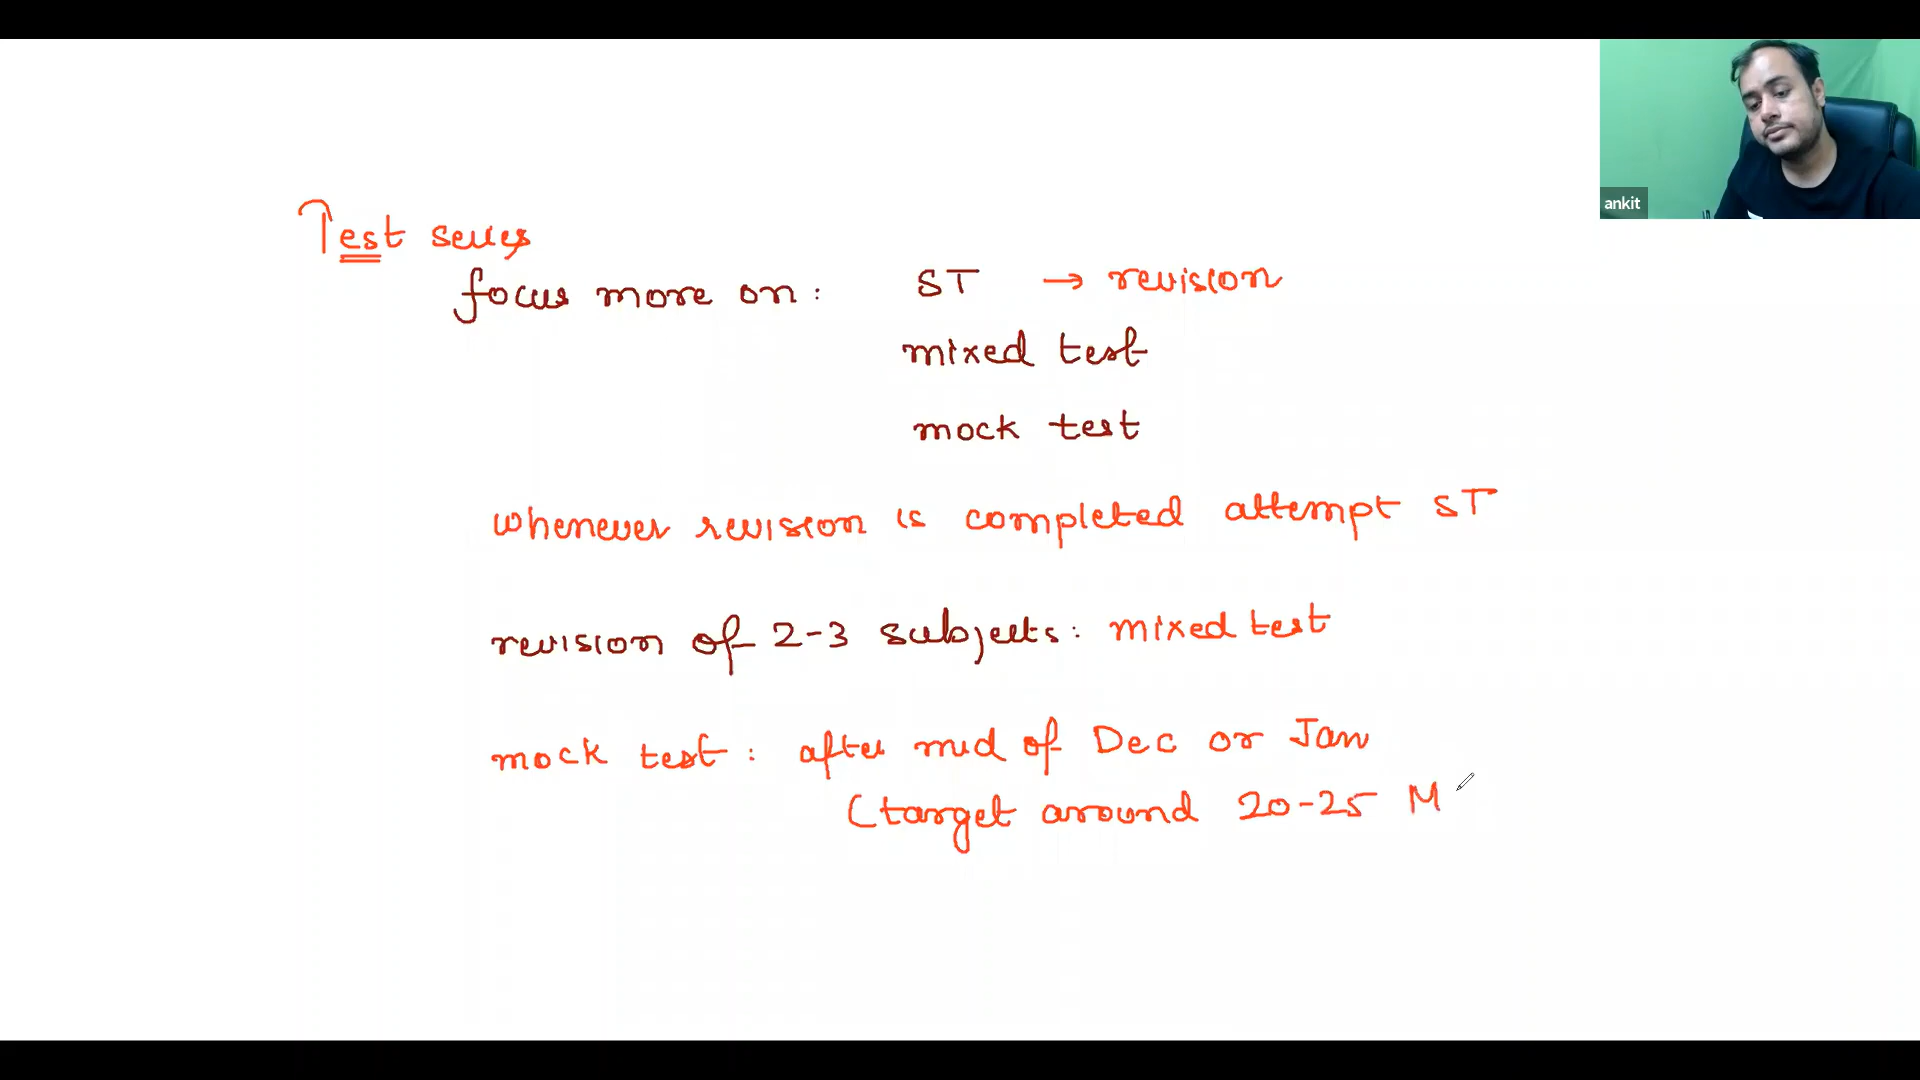 Test series
focus more on: ST → revision
mixed test
mock test
whenever revision is completed attempt ST
revision of 2-3 subjects: mixed test
mock test: after mid of Dec or Jan
(target around 20-25 M
ankit